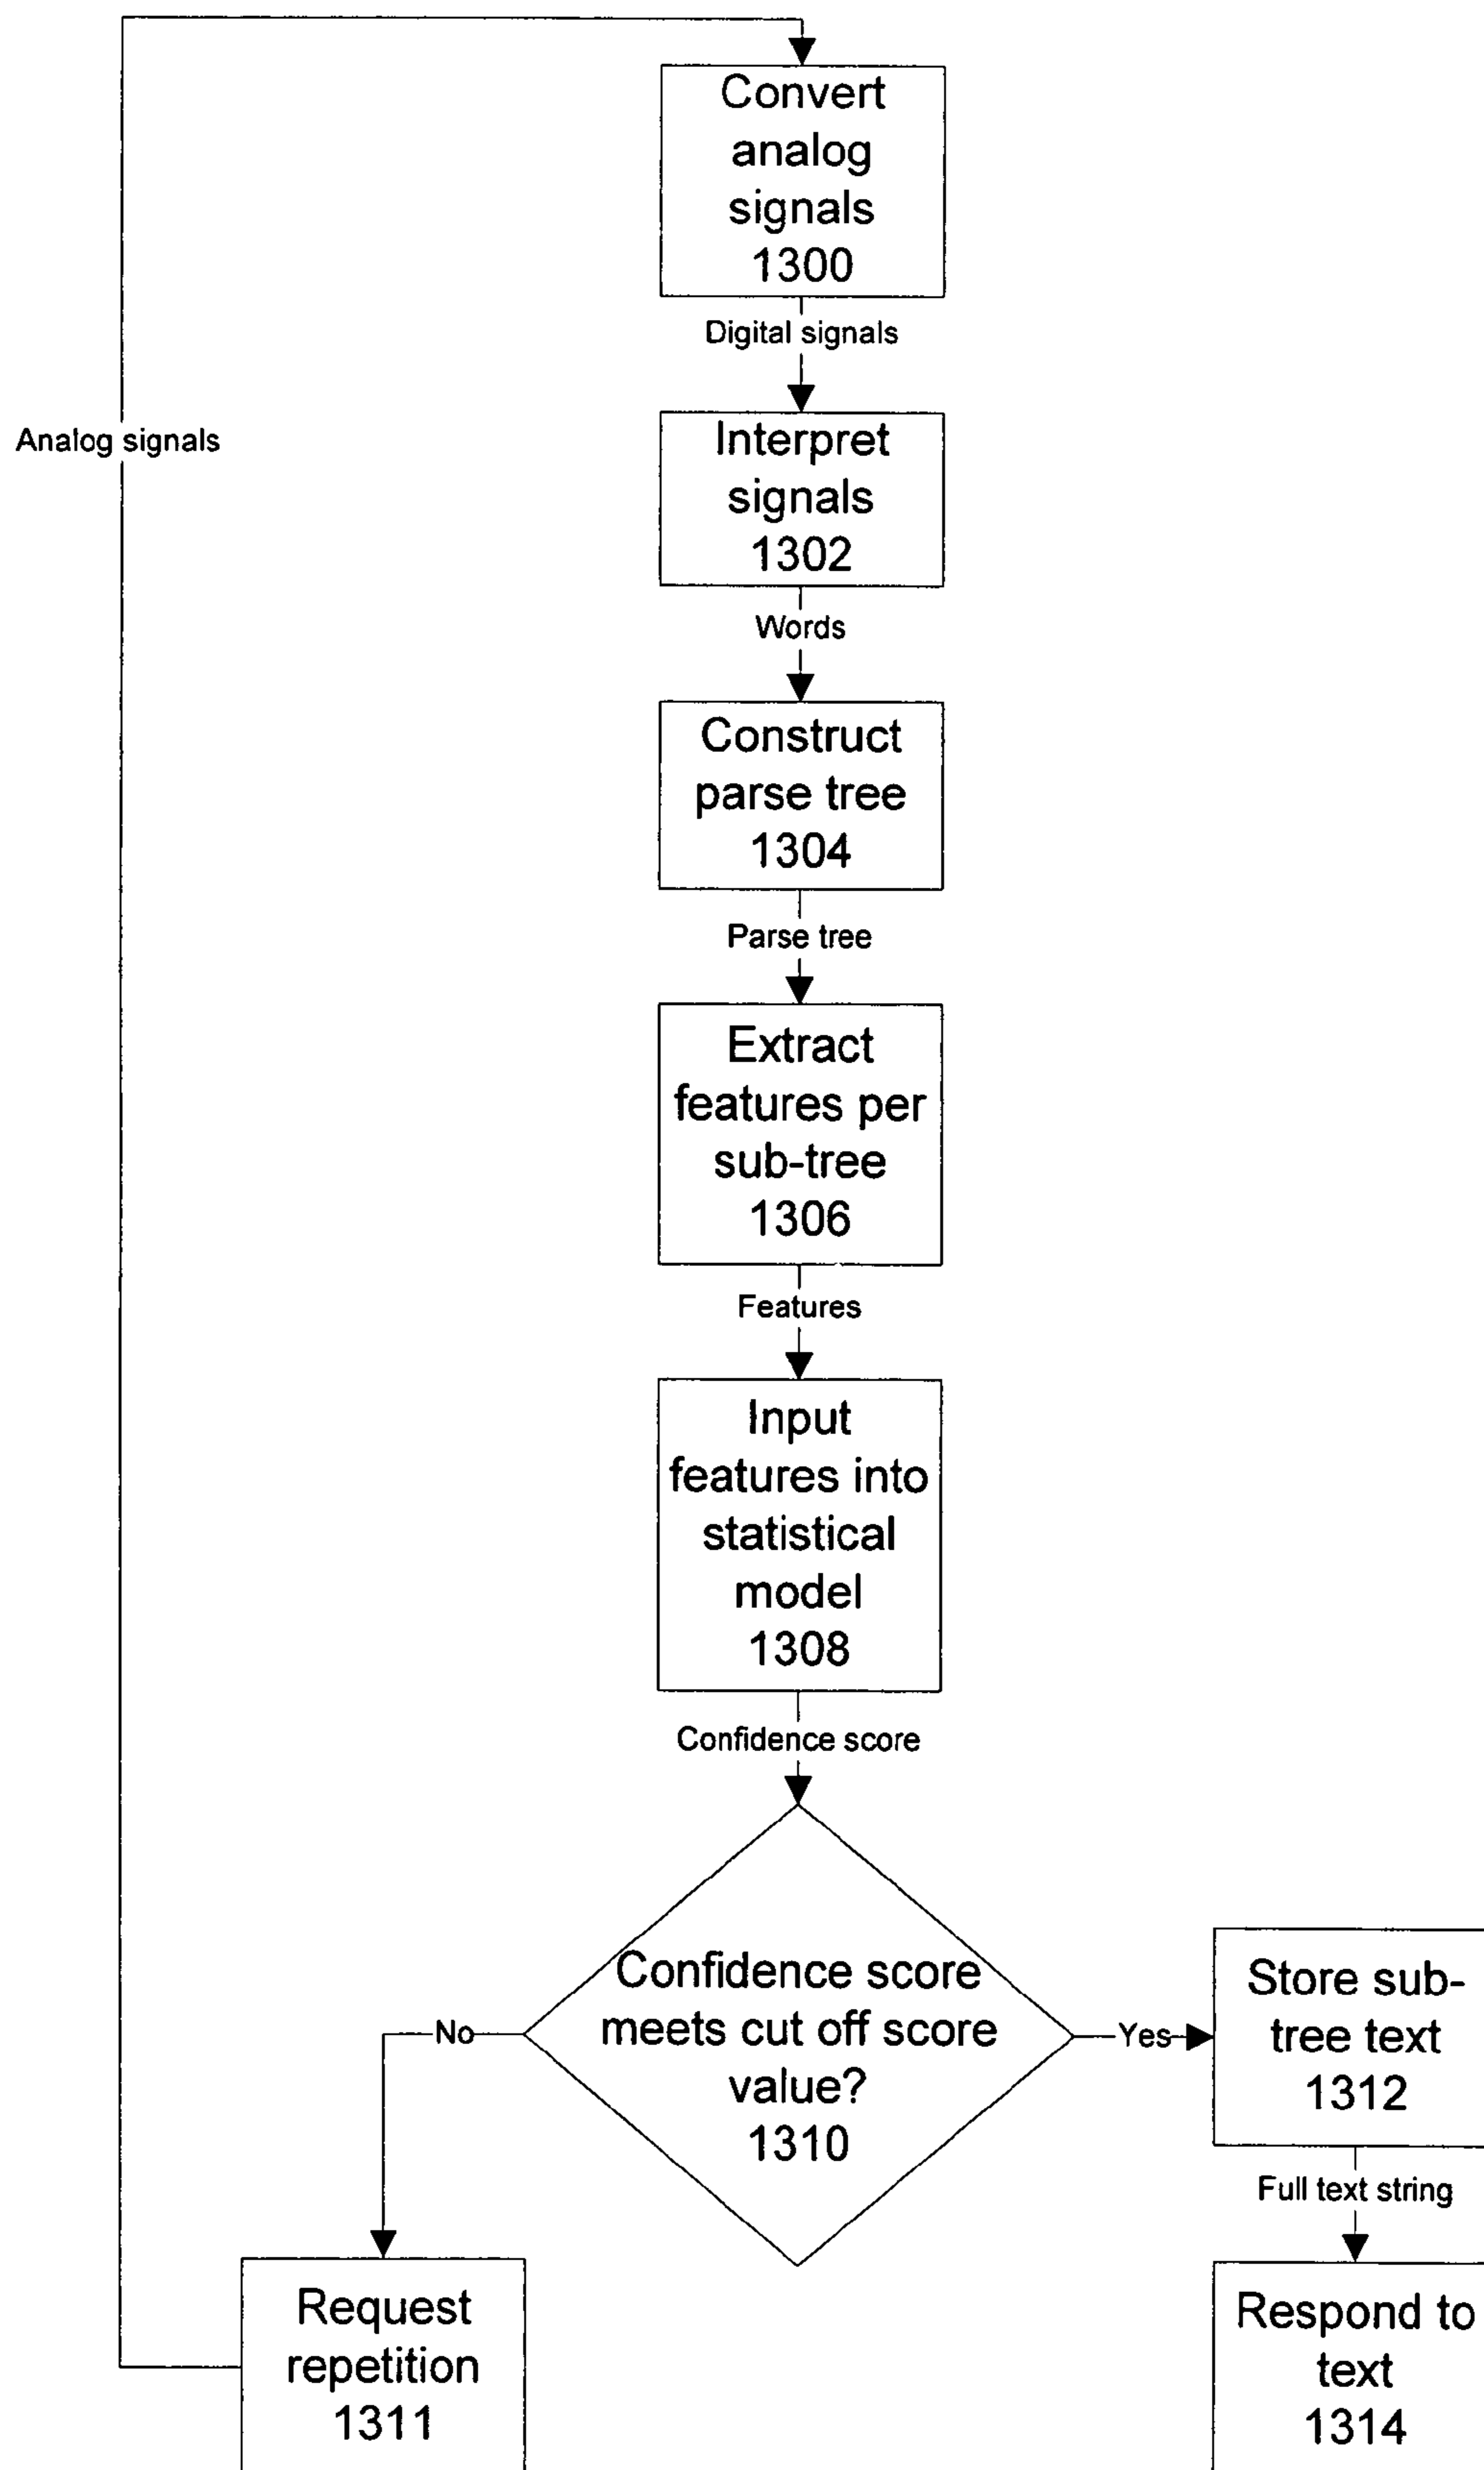 Convert
analog
signals
1300
Digital signals
Analog signals
Interpret
signals
1302
Words
Construct
parse tree
1304
Parse tree
Extract
features per
sub-tree
1306
Features
Input
features into
statistical
model
1308
Confidence score
Confidence score
meets cut off score
value?
1310
No
Yes
Store sub-
tree text
1312
Full text string
Request
repetition
1311
Respond to
text
1314